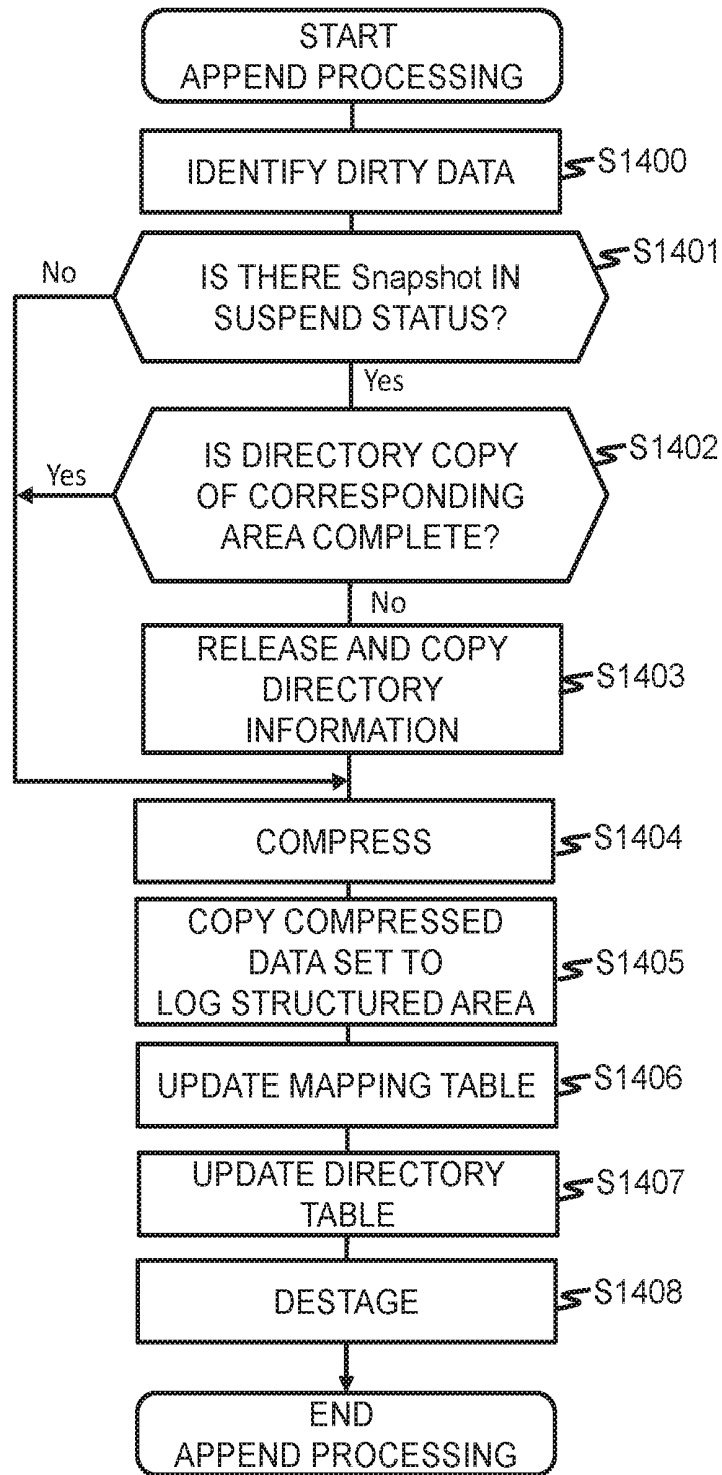 START
APPEND PROCESSING
IDENTIFY DIRTY DATA
S1400
IS THERE Snapshot IN
SUSPEND STATUS?
S1401
No
Yes
IS DIRECTORY COPY
OF CORRESPONDING
AREA COMPLETE?
S1402
Yes
No
RELEASE AND COPY
DIRECTORY
INFORMATION
S1403
COMPRESS
S1404
COPY COMPRESSED
DATA SET TO
LOG STRUCTURED AREA
S1405
UPDATE MAPPING TABLE
S1406
UPDATE DIRECTORY
TABLE
S1407
DESTAGE
S1408
END
APPEND PROCESSING